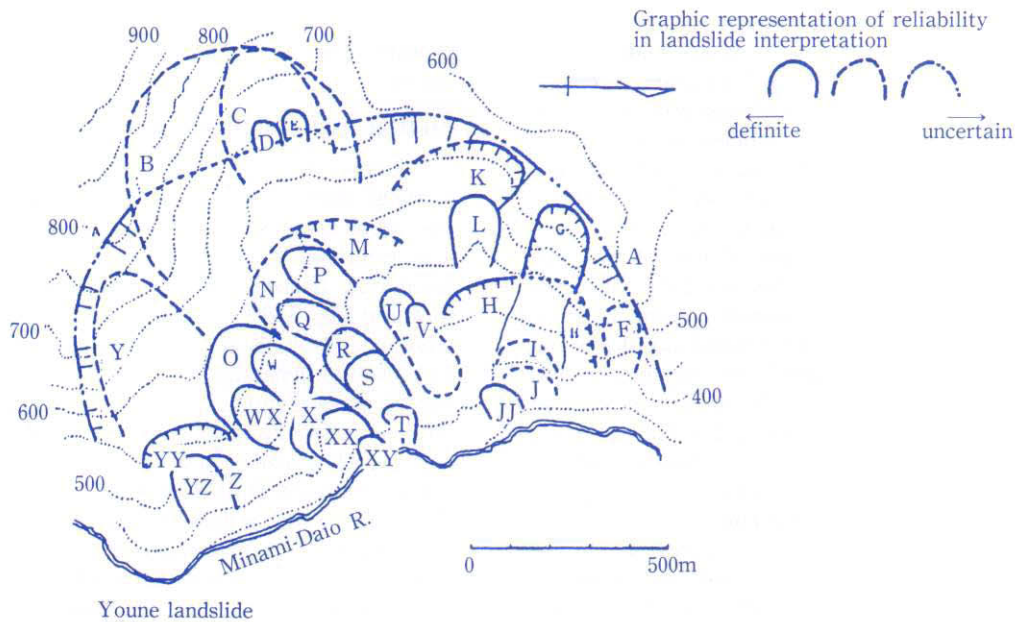 Graphic representation of reliability
in landslide interpretation
definite
uncertain
900
800
700
600
C
D
E
B
K
A
800
L
G
A
M
P
N
H
U
V
Q
H
F
500
700
Y
O
R
W
S
I
J
400
600
WX
X
T
JJ
XX
YY
XY
YZ
Z
500
Minami-Daio R.
0
500m
Youne landslide